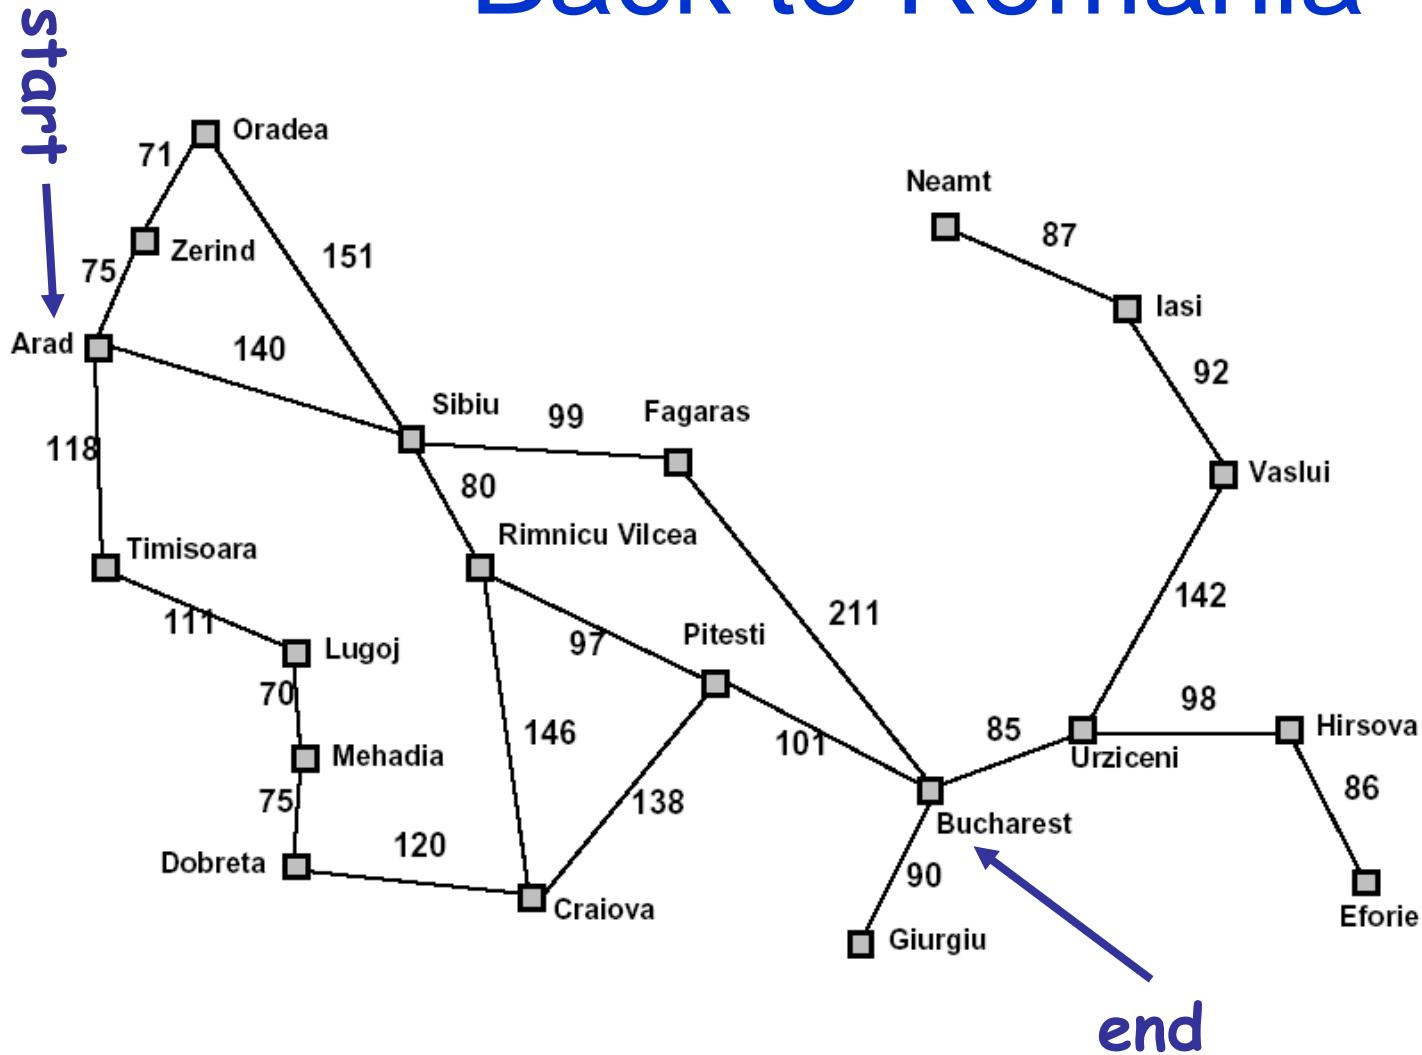 Back to Romania
start
Oradea
71
Neamt
87
Zerind
151
75
Iasi
Arad
140
92
Sibiu
99
Fagaras
118
Vaslui
80
Rimnicu Vilcea
Timisoara
142
111
211
97
Pitesti
Lugoj
70
98
Hirsova
146
101
85
Urziceni
Mehadia
86
75
138
Bucharest
120
Dobreta
90
Craiova
Eforie
Giurgiu
end